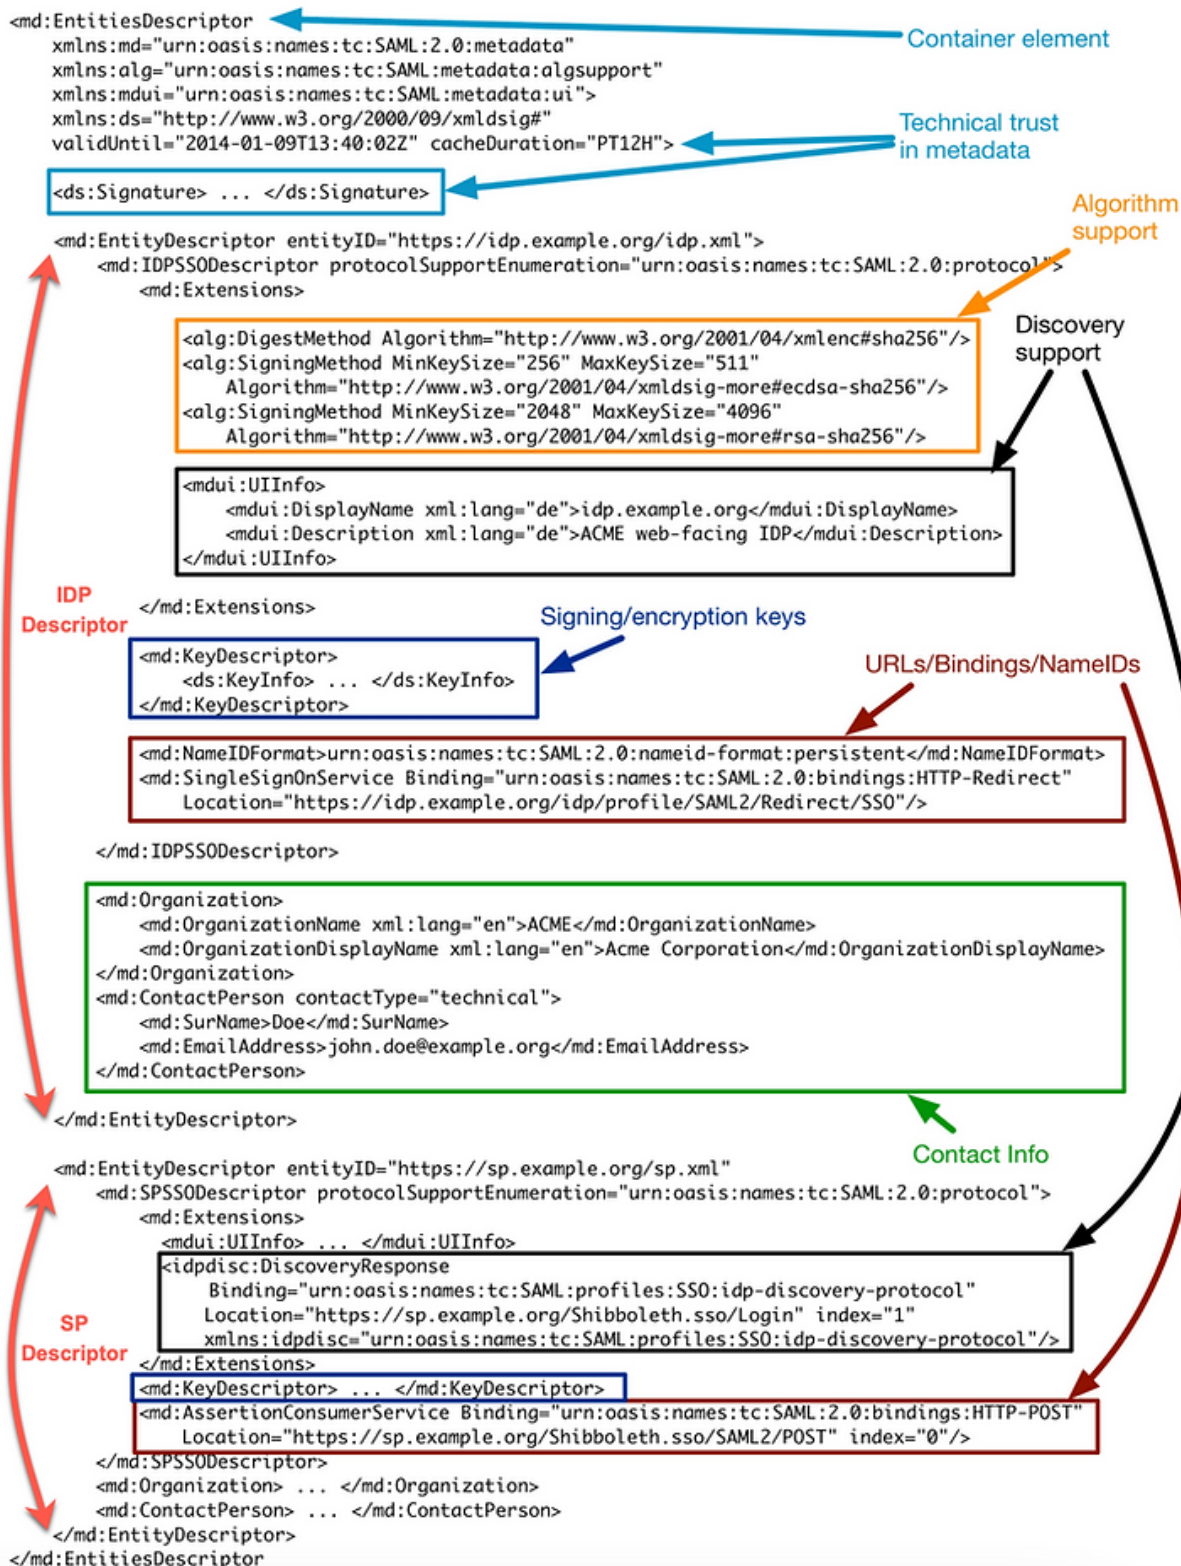 <md:EntitiesDescriptor
xmlns:md="urn:oasis:names:tc:SAML:2.0:metadata"
xmlns:alg="urn:oasis:names:tc:SAML:metadata:algsupport"
xmlns:mdui="urn:oasis:names:tc:SAML:metadata:ui">
xmlns:ds="http://www.w3.org/2000/09/xmldsig#"
validUntil="2014-01-09T13:40:02Z" cacheDuration="PT12H">
Container element
Technical trust
in metadata
<ds:Signature> ... </ds:Signature>
Algorithm
support
<md:EntityDescriptor entityID="https://idp.example.org/idp.xml">
<md:IDPSSODescriptor protocolSupportEnumeration="urn:oasis:names:tc:SAML:2.0:protocol">
<md:Extensions>
<alg:DigestMethod Algorithm="http://www.w3.org/2001/04/xmlenc#sha256"/>
<alg:SigningMethod MinKeySize="256" MaxKeySize="511"
Algorithm="http://www.w3.org/2001/04/xmldsig-more#ecdsa-sha256"/>
<alg:SigningMethod MinKeySize="2048" MaxKeySize="4096"
Algorithm="http://www.w3.org/2001/04/xmldsig-more#rsa-sha256"/>
Discovery
support
<mdui:UIInfo>
<mdui:DisplayName xml:lang="de">idp.example.org</mdui:DisplayName>
<mdui:Description xml:lang="de">ACME web-facing IDP</mdui:Description>
</mdui:UIInfo>
IDP
Descriptor
</md:Extensions>
Signing/encryption keys
<md:KeyDescriptor>
<ds:KeyInfo> ... </ds:KeyInfo>
</md:KeyDescriptor>
URLs/Bindings/NameIDs
<md:NameIDFormat>urn:oasis:names:tc:SAML:2.0:nameid-format:persistent</md:NameIDFormat>
<md:SingleSignOnService Binding="urn:oasis:names:tc:SAML:2.0:bindings:HTTP-Redirect"
Location="https://idp.example.org/idp/profile/SAML2/Redirect/SSO"/>
</md:IDPSSODescriptor>
<md:Organization>
<md:OrganizationName xml:lang="en">ACME</md:OrganizationName>
<md:OrganizationDisplayName xml:lang="en">Acme Corporation</md:OrganizationDisplayName>
</md:Organization>
<md:ContactPerson contactType="technical">
<md:SurName>Doe</md:SurName>
<md:EmailAddress>john.doe@example.org</md:EmailAddress>
</md:ContactPerson>
</md:EntityDescriptor>
Contact Info
<md:EntityDescriptor entityID="https://sp.example.org/sp.xml"
<md:SPSSODescriptor protocolSupportEnumeration="urn:oasis:names:tc:SAML:2.0:protocol">
<md:Extensions>
<mdui:UIInfo> ... </mdui:UIInfo>
<idpdisc:DiscoveryResponse
Binding="urn:oasis:names:tc:SAML:profiles:SSO:idp-discovery-protocol"
Location="https://sp.example.org/Shibboleth.sso/Login" index="1"
xmlns:idpdisc="urn:oasis:names:tc:SAML:profiles:SSO:idp-discovery-protocol"/>
SP
Descriptor
</md:Extensions>
<md:KeyDescriptor> ... </md:KeyDescriptor>
<md:AssertionConsumerService Binding="urn:oasis:names:tc:SAML:2.0:bindings:HTTP-POST"
Location="https://sp.example.org/Shibboleth.sso/SAML2/POST" index="0"/>
</md:SPSSODescriptor>
<md:Organization> ... </md:Organization>
<md:ContactPerson> ... </md:ContactPerson>
</md:EntityDescriptor>
</md:EntitiesDescriptor